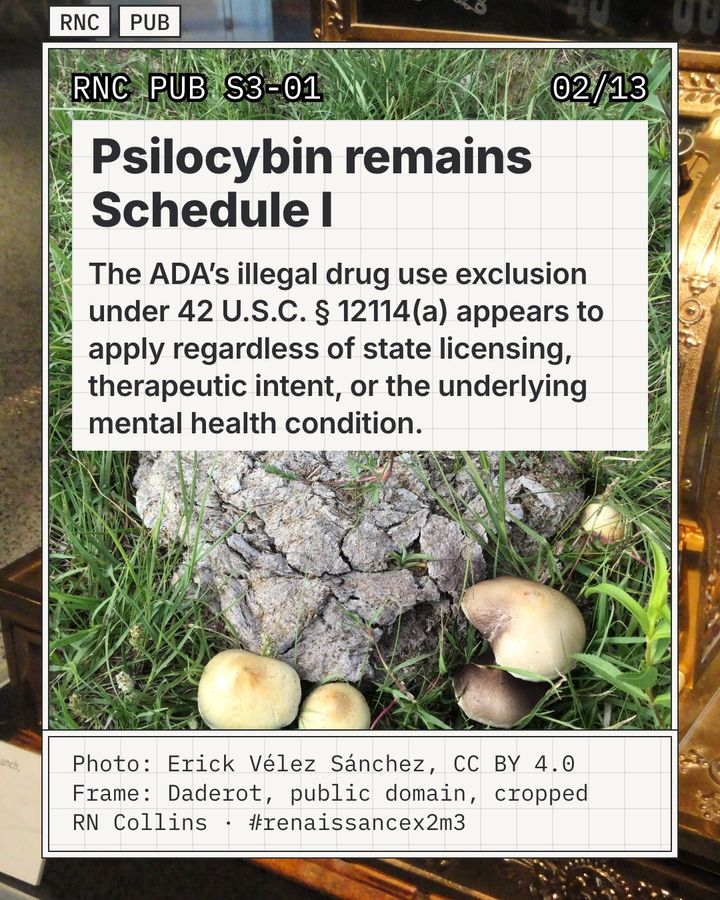 RNC PUB
RNC PUB S3-01 02/13
Psilocybin remains
Schedule I
The ADA’s illegal drug use exclusion
under 42 U.S.C. § 12114(a) appears to
apply regardless of state licensing,
therapeutic intent, or the underlying
mental health condition.
Photo: Erick Vélez Sánchez, CC BY 4.0
Frame: Daderot, public domain, cropped
RN Collins · #renaissancex2m3